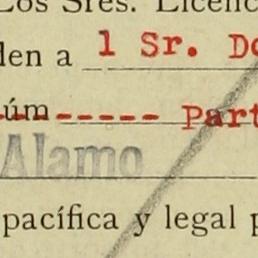 Los Sres. Licenc
den a 1 Sr. Do
úm ------- Part
Alamo
pacífica y legal p